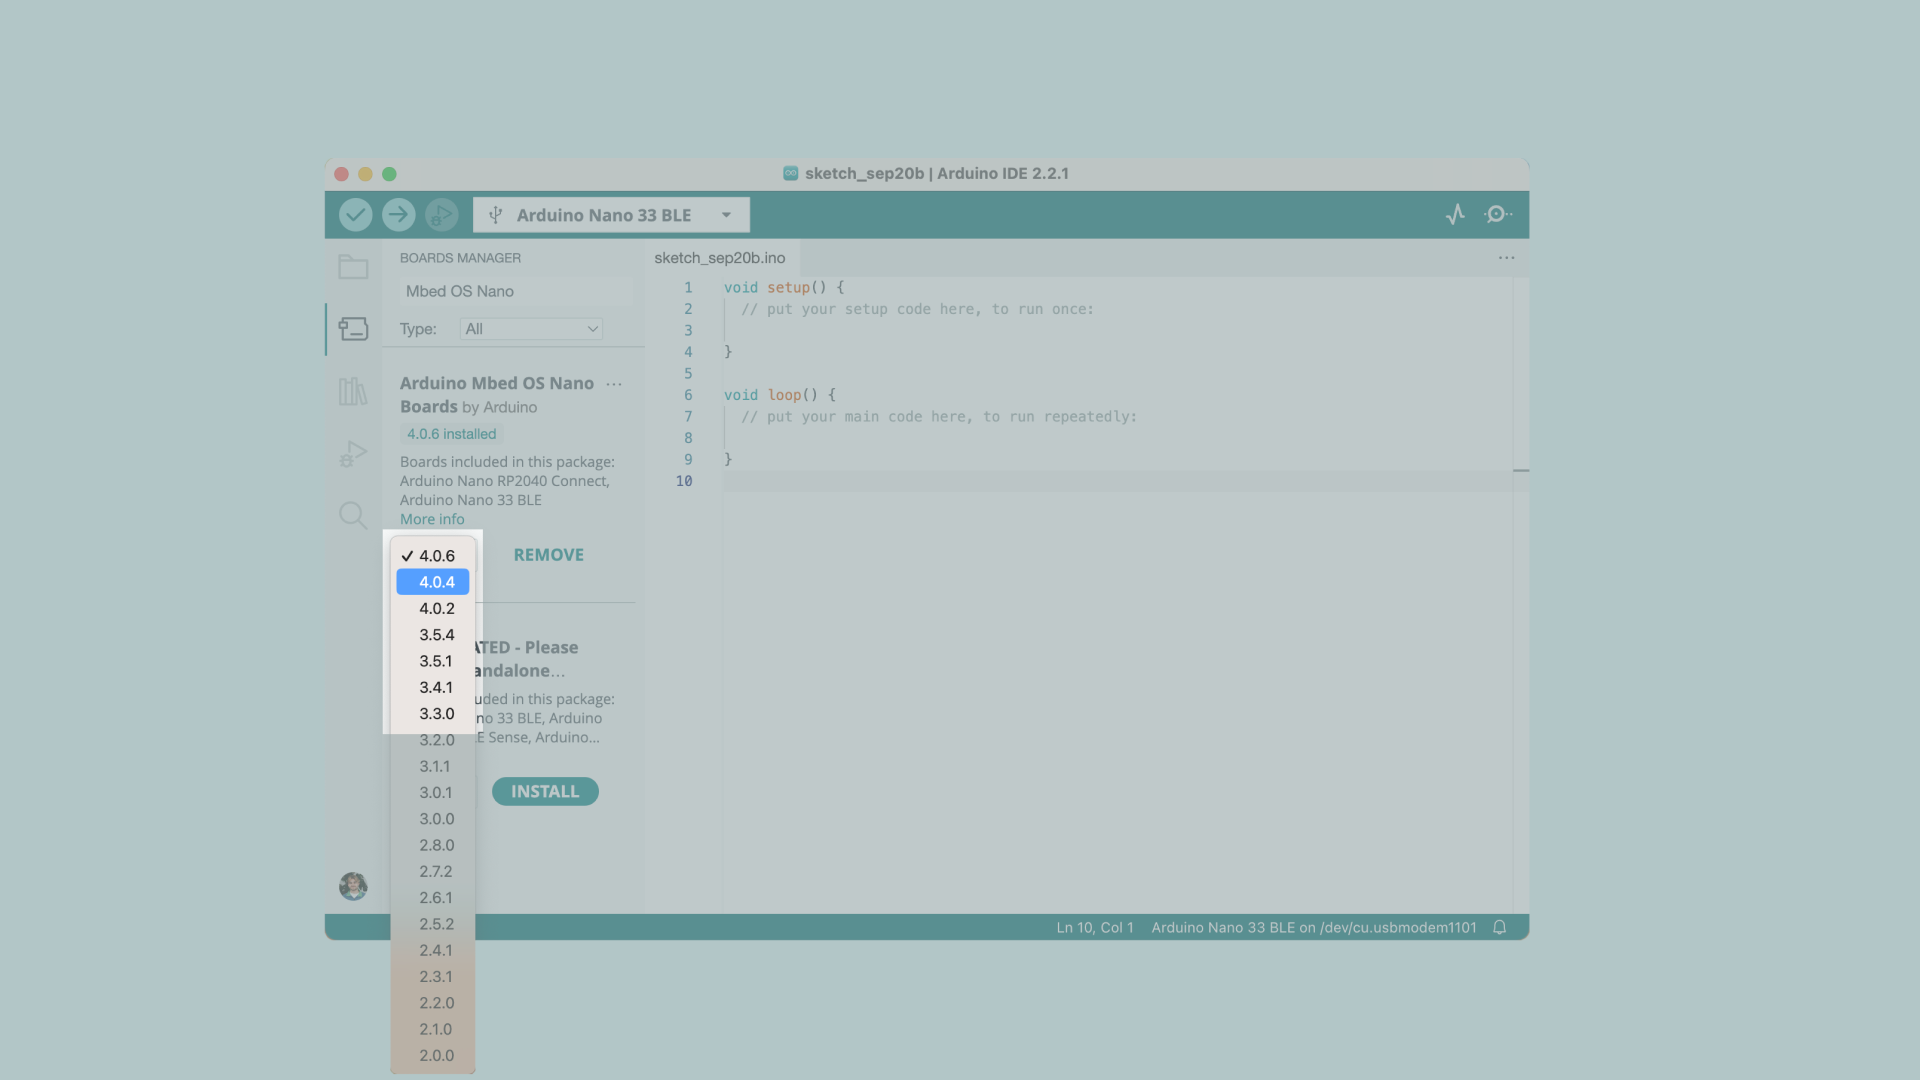 sketch_sep20b | Arduino IDE 2.2.1
Arduino Nano 33 BLE
BOARDS MANAGER
Mbed OS Nano
Type: All
Arduino Mbed OS Nano
Boards by Arduino
4.0.6 installed
Boards included in this package:
Arduino Nano RP2040 Connect,
Arduino Nano 33 BLE
More info
REMOVE
ATED - Please
andalone...
uded in this package:
no 33 BLE, Arduino
E Sense, Arduino...
INSTALL
✓ 4.0.6
4.0.4
4.0.2
3.5.4
3.5.1
3.4.1
3.3.0
3.2.0
3.1.1
3.0.1
3.0.0
2.8.0
2.7.2
2.6.1
2.5.2
2.4.1
2.3.1
2.2.0
2.1.0
2.0.0
sketch_sep20b.ino
1 void setup() {
2 // put your setup code here, to run once:
3
4 }
5
6 void loop() {
7 // put your main code here, to run repeatedly:
8
9 }
10
Ln 10, Col 1 Arduino Nano 33 BLE on /dev/cu.usbmodem1101